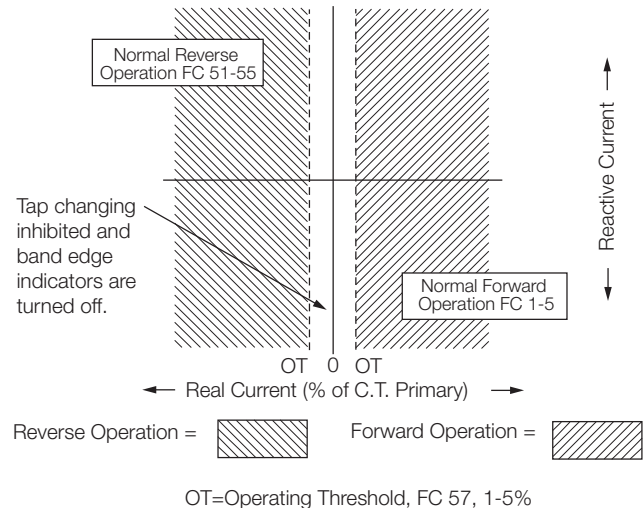 Normal Reverse
Operation FC 51-55
Reactive Current
Tap changing
inhibited and
band edge
indicators are
turned off.
Normal Forward
Operation FC 1-5
OT 0 OT
Real Current (% of C.T. Primary)
Reverse Operation =
Forward Operation =
OT=Operating Threshold, FC 57, 1-5%